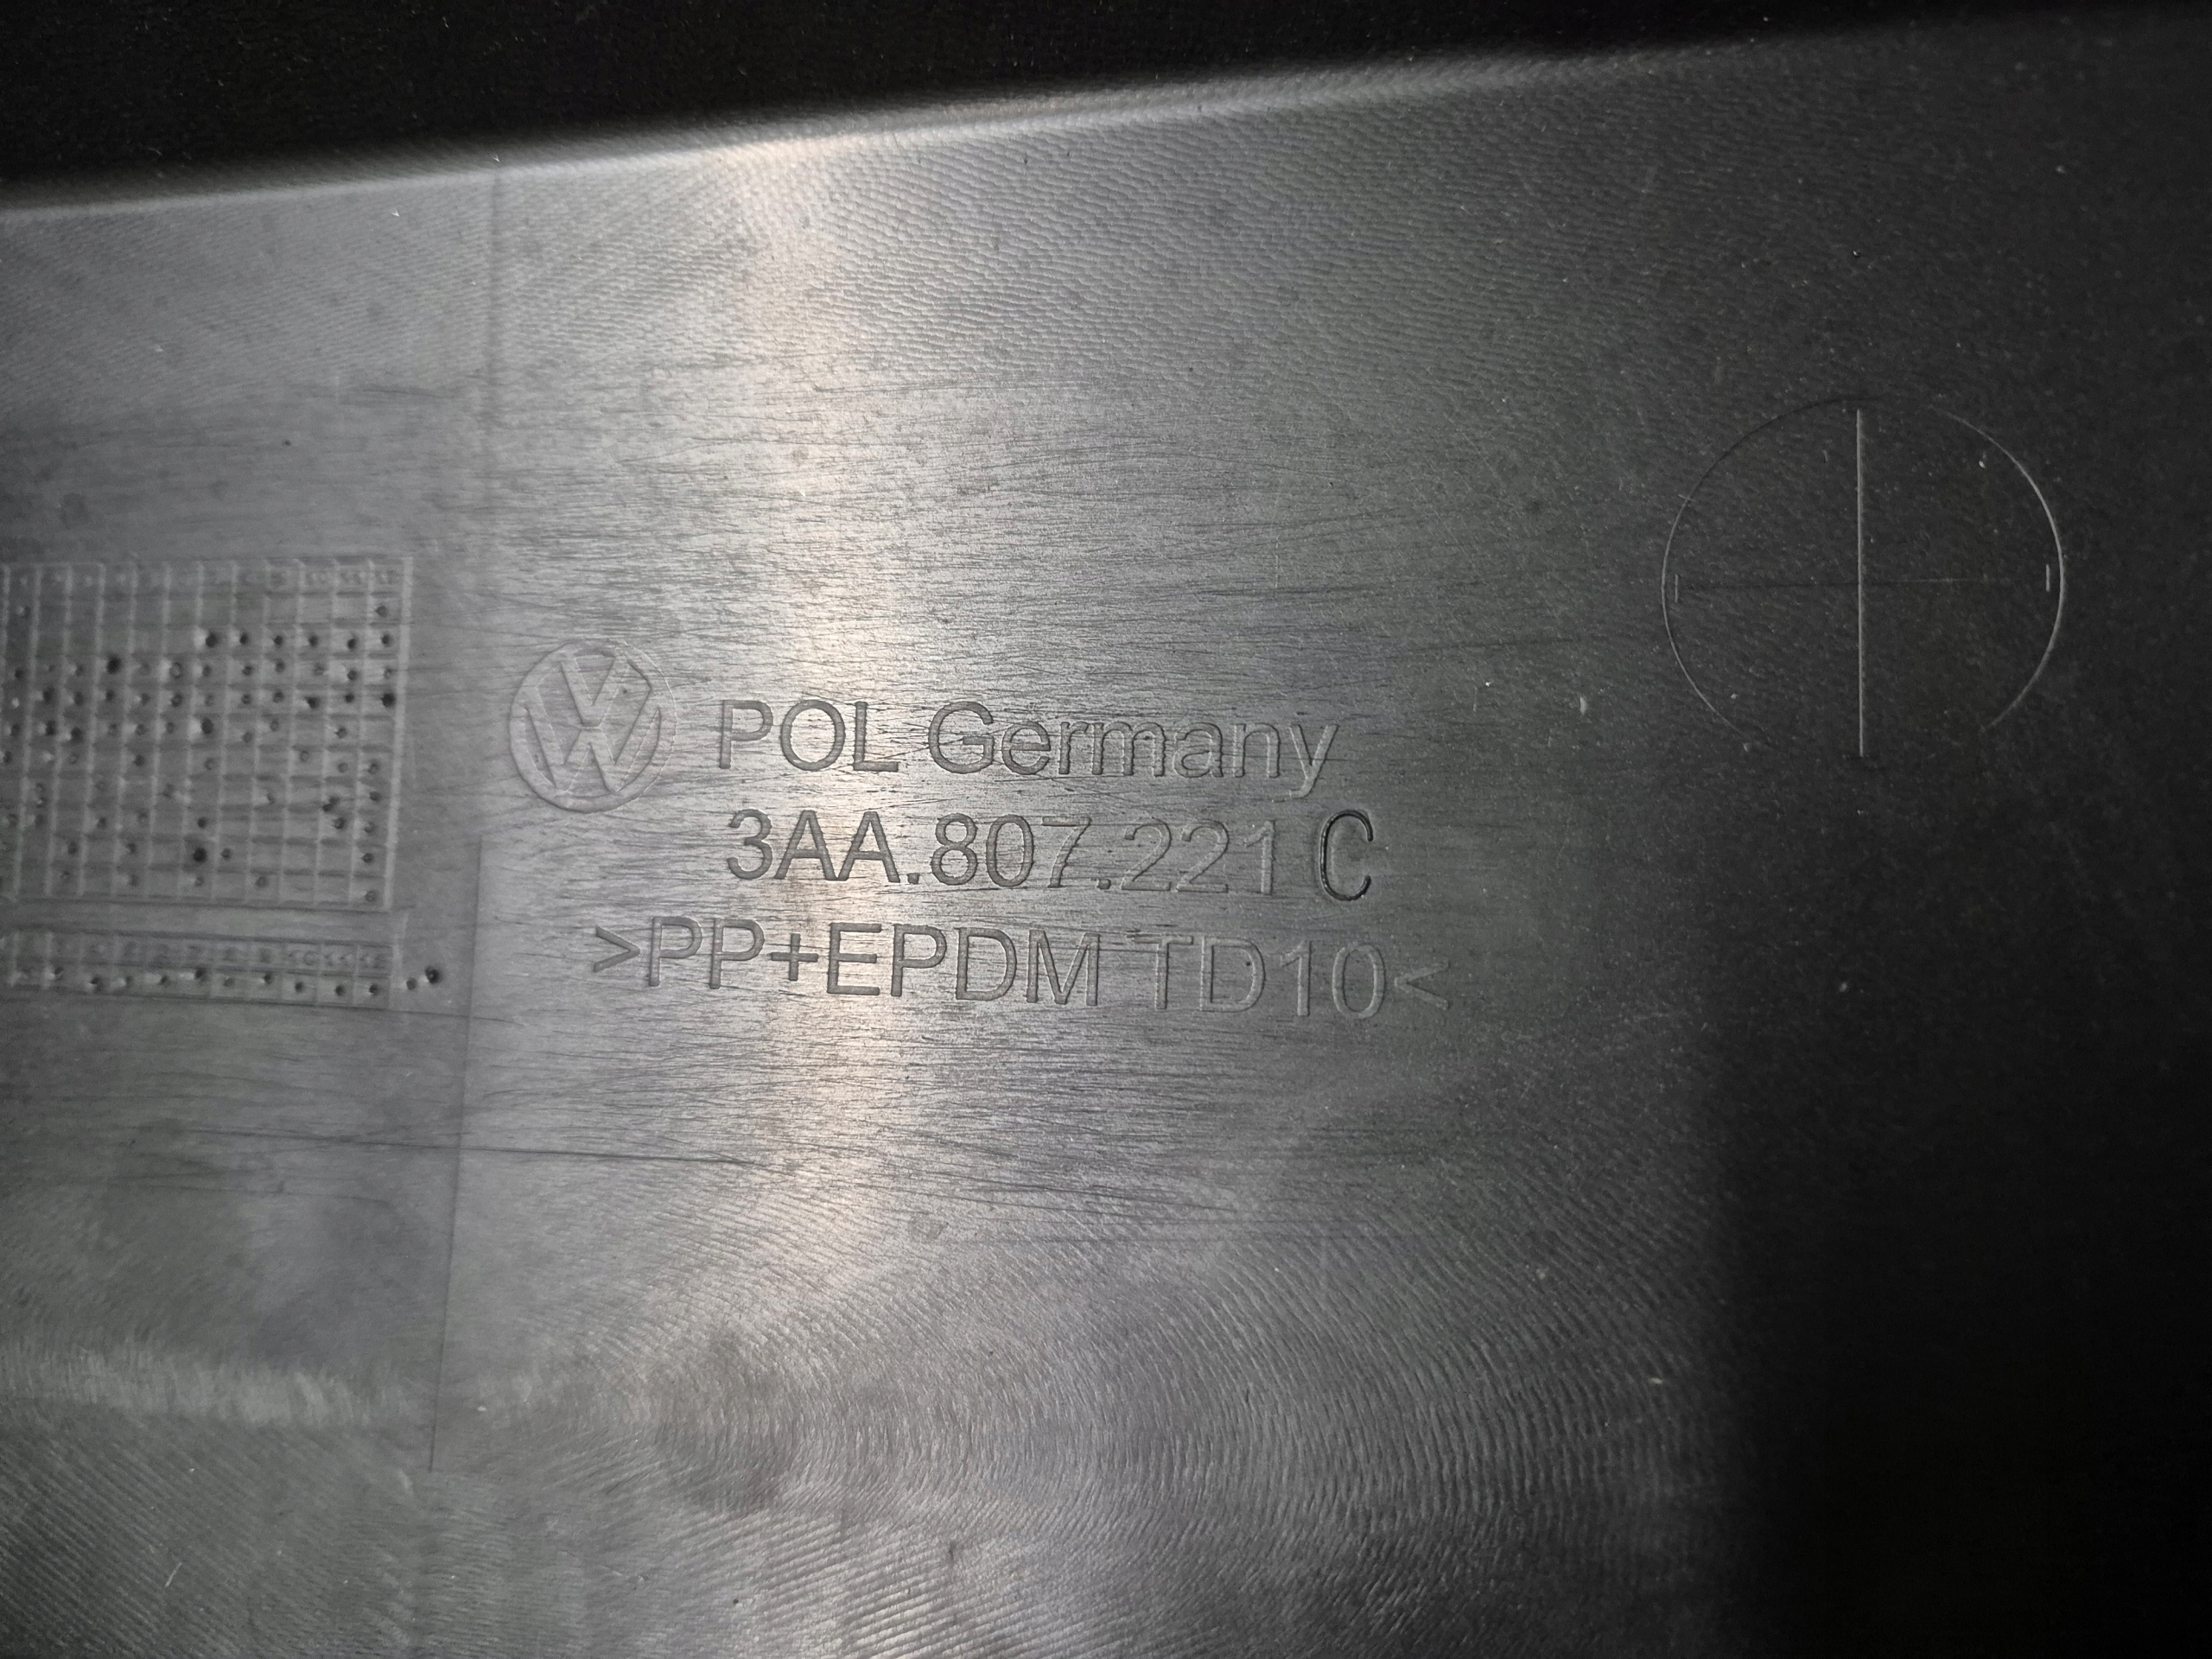 POL Germany
3AA.807.221 C
>PP+EPDM TD10<